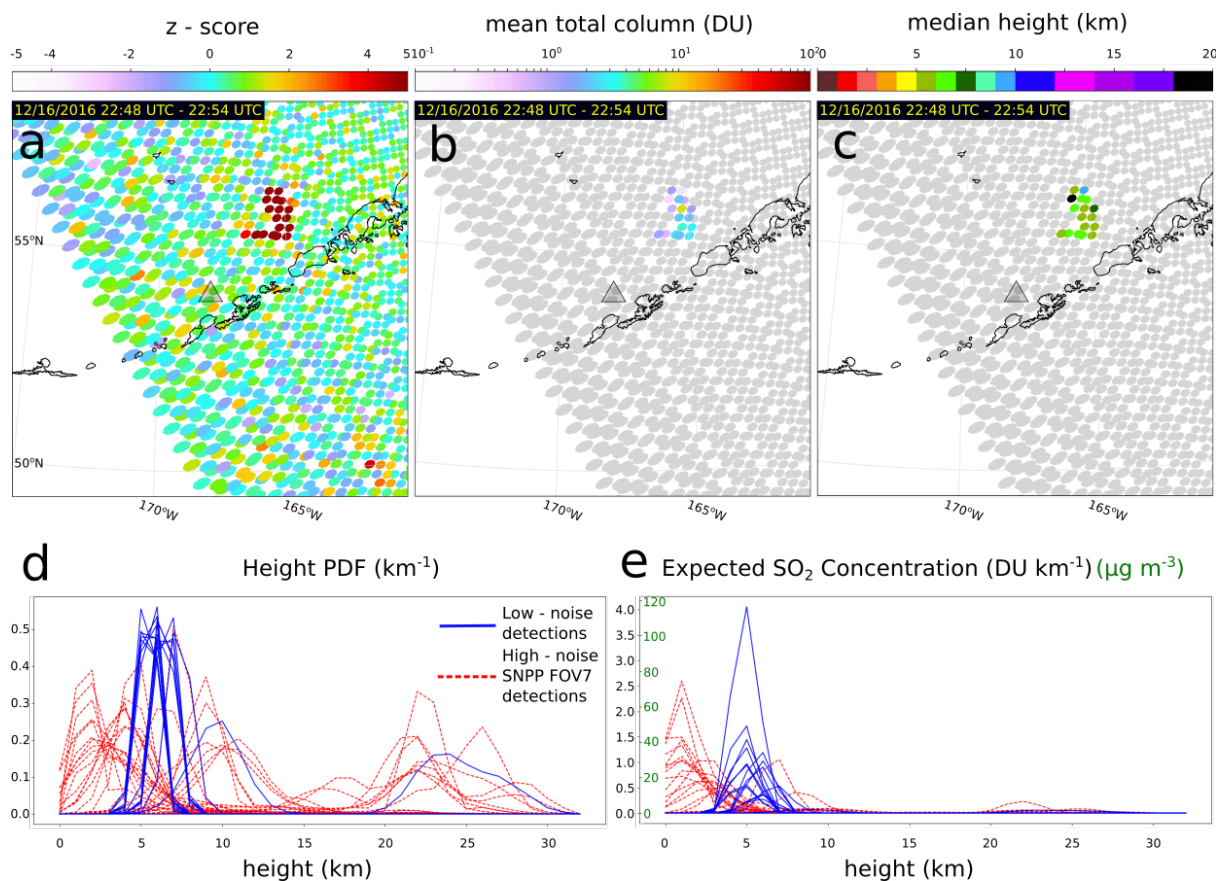 z - score
mean total column (DU)
median height (km)
-5 -4 -2 0 2 4 5
10⁻¹ 10⁰ 10¹ 10²
0 5 10 15 20
12/16/2016 22:48 UTC - 22:54 UTC
a
12/16/2016 22:48 UTC - 22:54 UTC
b
12/16/2016 22:48 UTC - 22:54 UTC
c
55°N
50°N
170°W 165°W
170°W 165°W
170°W 165°W
d
Height PDF (km⁻¹)
0.5
0.4
0.3
0.2
0.1
0.0
Low - noise
detections
High - noise
SNPP FOV7
detections
0 5 10 15 20 25 30
height (km)
e
Expected SO₂ Concentration (DU km⁻¹) (µg m⁻³)
4.0
3.5
3.0
2.5
2.0
1.5
1.0
0.5
0.0
120
100
80
60
40
20
0
0 5 10 15 20 25 30
height (km)